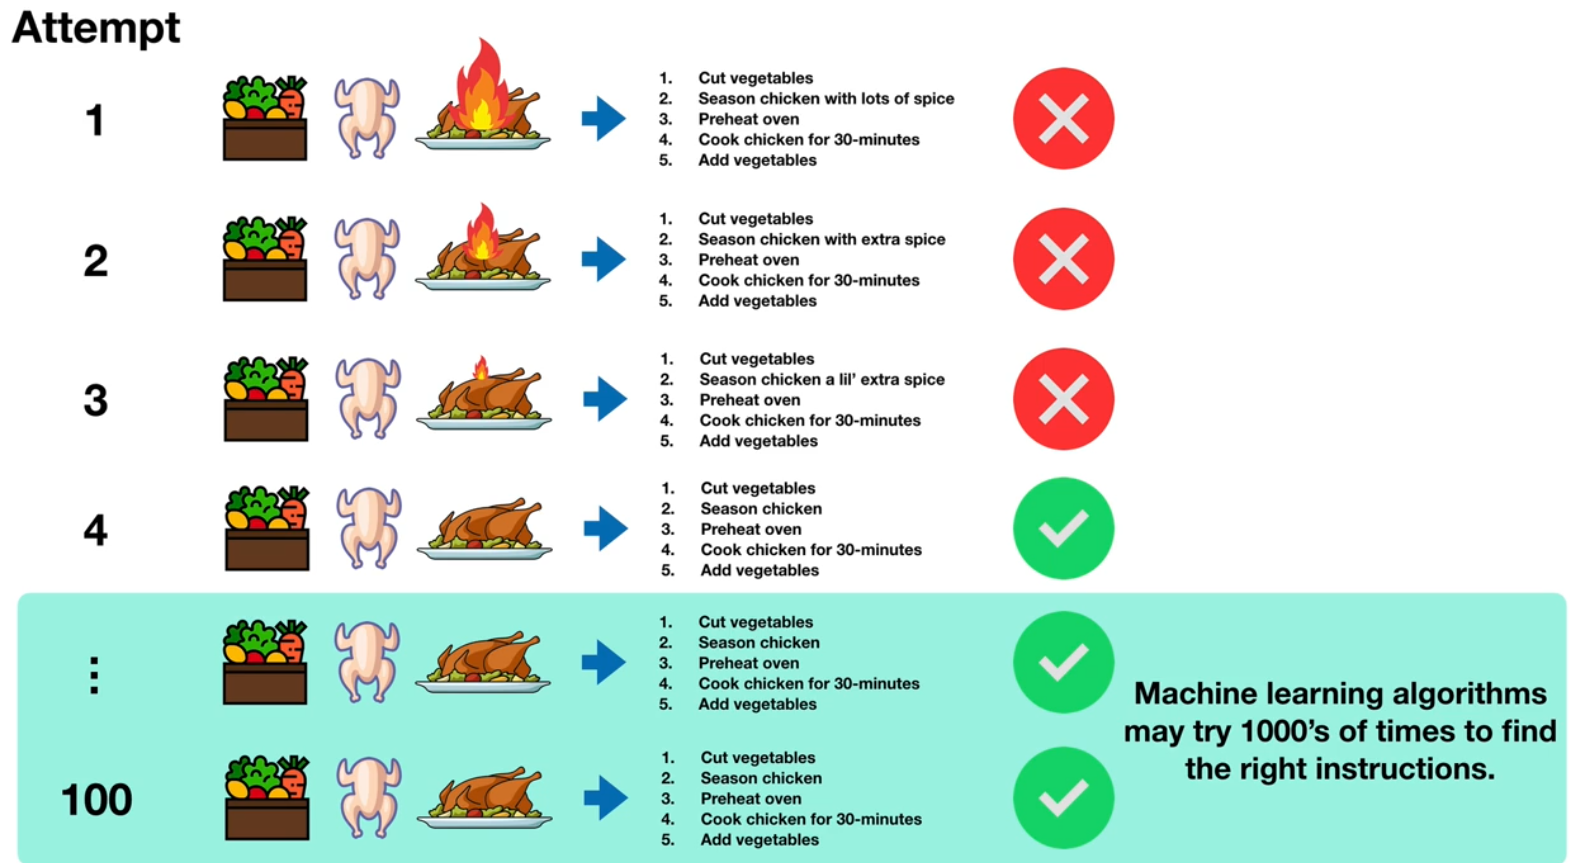 Attempt
1
1. Cut vegetables
2. Season chicken with lots of spice
3. Preheat oven
4. Cook chicken for 30-minutes
5. Add vegetables
2
1. Cut vegetables
2. Season chicken with extra spice
3. Preheat oven
4. Cook chicken for 30-minutes
5. Add vegetables
3
1. Cut vegetables
2. Season chicken a lil’ extra spice
3. Preheat oven
4. Cook chicken for 30-minutes
5. Add vegetables
4
1. Cut vegetables
2. Season chicken
3. Preheat oven
4. Cook chicken for 30-minutes
5. Add vegetables
⋮
1. Cut vegetables
2. Season chicken
3. Preheat oven
4. Cook chicken for 30-minutes
5. Add vegetables
100
1. Cut vegetables
2. Season chicken
3. Preheat oven
4. Cook chicken for 30-minutes
5. Add vegetables
Machine learning algorithms
may try 1000’s of times to find
the right instructions.